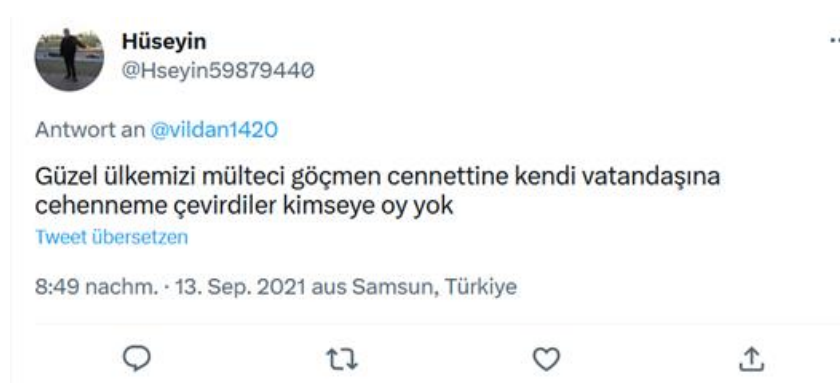 Hüseyin
@Hseyin59879440
Antwort an @vildan1420
Güzel ülkemizi mülteci göçmen cennettine kendi vatandaşına
cehenneme çevirdiler kimseye oy yok
Tweet übersetzen
8:49 nachm. · 13. Sep. 2021 aus Samsun, Türkiye